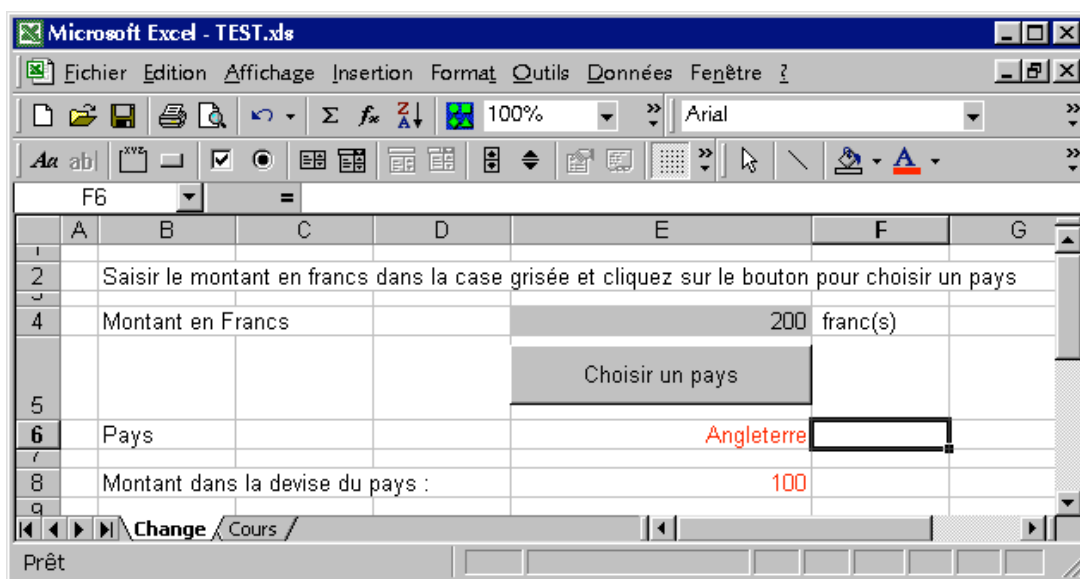 Microsoft Excel - TEST.xls
Fichier Edition Affichage Insertion Format Outils Données Fenêtre ?
100% Arial
Aa ab| XYZ
F6 =
A B C D E F G
1
2 Saisir le montant en francs dans la case grisée et cliquez sur le bouton pour choisir un pays
3
4 Montant en Francs 200 franc(s)
Choisir un pays
5
6 Pays Angleterre
7
8 Montant dans la devise du pays : 100
9
Change Cours
Prêt